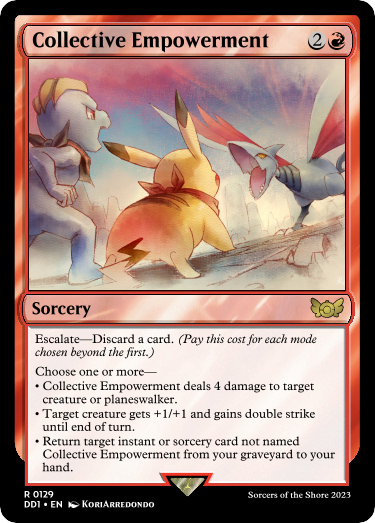 Collective Empowerment 2
Sorcery
Escalate—Discard a card. (Pay this cost for each mode
chosen beyond the first.)
Choose one or more—
• Collective Empowerment deals 4 damage to target
creature or planeswalker.
• Target creature gets +1/+1 and gains double strike
until end of turn.
• Return target instant or sorcery card not named
Collective Empowerment from your graveyard to your
hand.
R 0129
DD1 • EN KoriArredondo
Sorcers of the Shore 2023